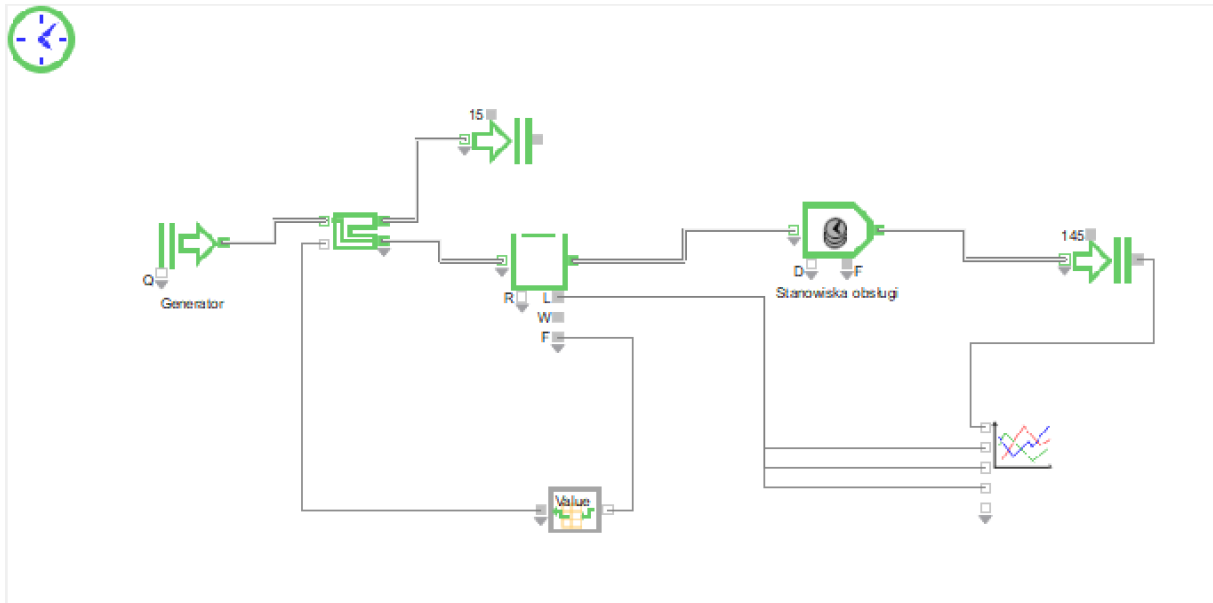 15
145
Q
Generator
R
L
W
F
D
F
Stanowiska obsługi
Value